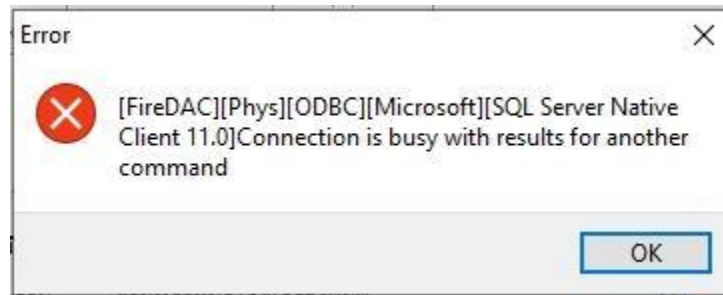 Error
[FireDAC][Phys][ODBC][Microsoft][SQL Server Native
Client 11.0]Connection is busy with results for another
command
OK